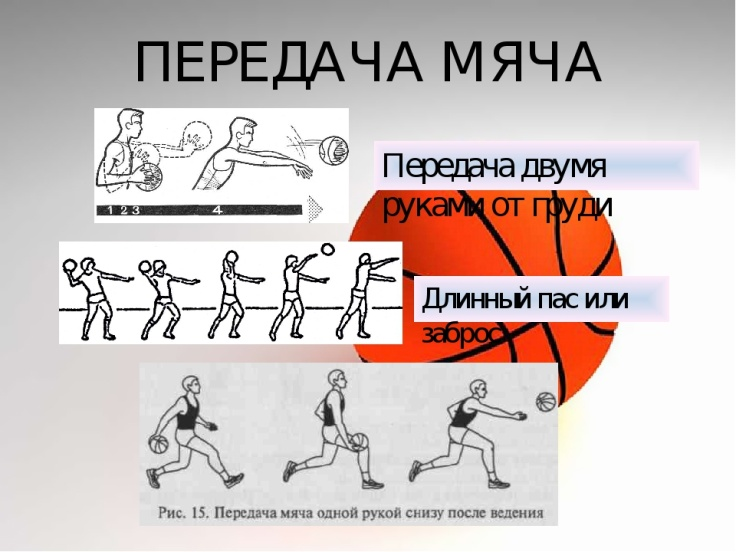 ПЕРЕДАЧА МЯЧА
Передача двумя
руками от груди
1 2 3 4
Длинный пас или
заброс
Рис. 15. Передача мяча одной рукой снизу после ведения